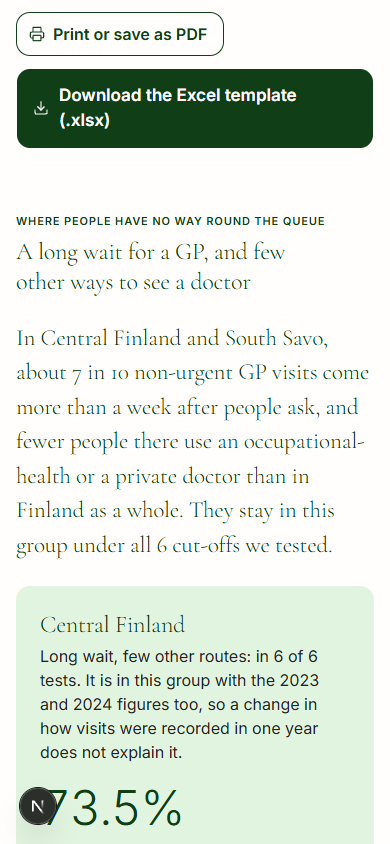 Print or save as PDF
Download the Excel template
(.xlsx)
WHERE PEOPLE HAVE NO WAY ROUND THE QUEUE
A long wait for a GP, and few
other ways to see a doctor
In Central Finland and South Savo,
about 7 in 10 non-urgent GP visits come
more than a week after people ask, and
fewer people there use an occupational-
health or a private doctor than in
Finland as a whole. They stay in this
group under all 6 cut-offs we tested.
Central Finland
Long wait, few other routes: in 6 of 6
tests. It is in this group with the 2023
and 2024 figures too, so a change in
how visits were recorded in one year
does not explain it.
N
73.5%